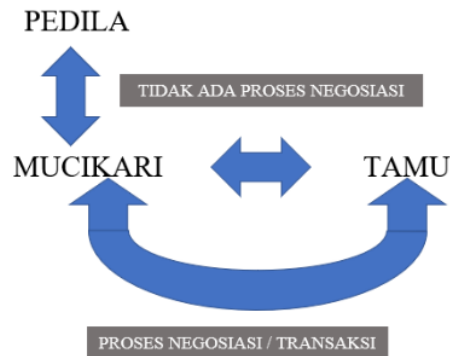 PEDILA
TIDAK ADA PROSES NEGOSIASI
MUCIKARI
TAMU
PROSES NEGOSIASI / TRANSAKSI